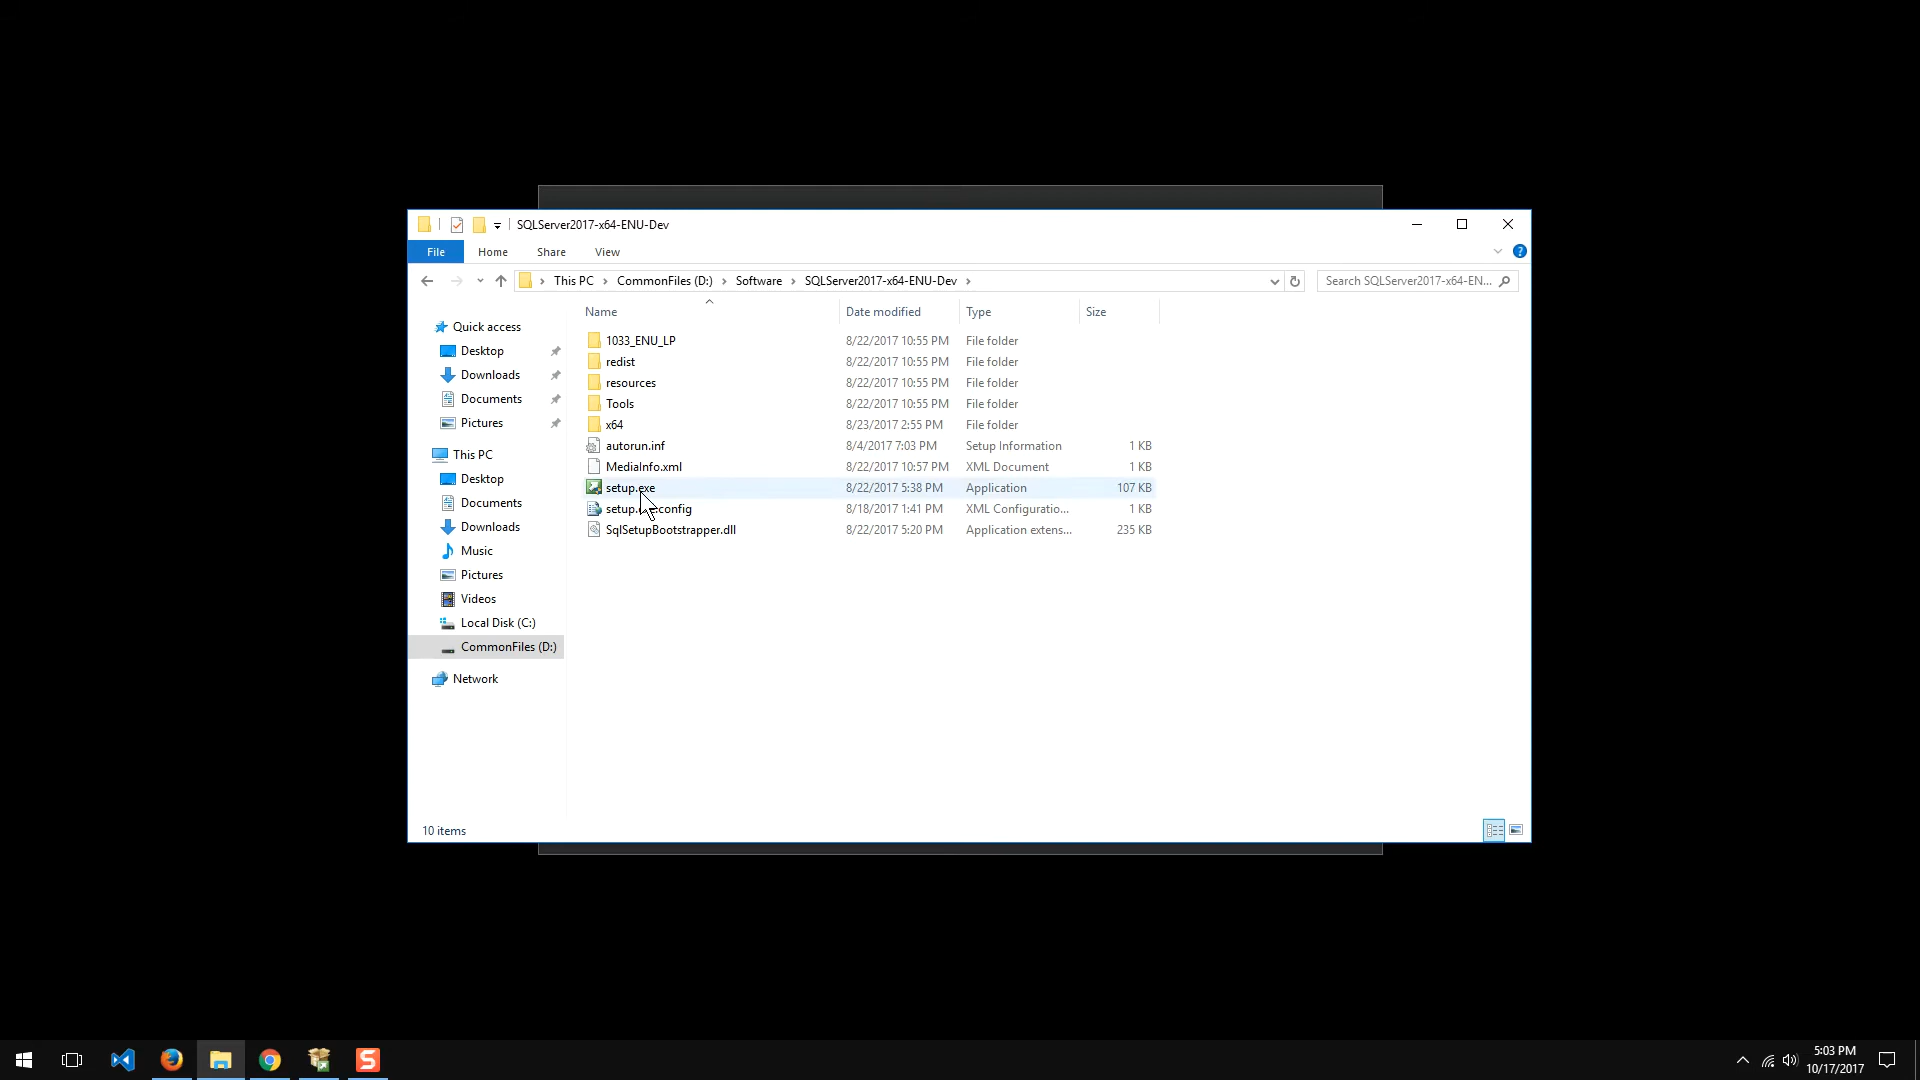 SQLServer2017-x64-ENU-Dev
File Home Share View
This PC CommonFiles (D:) Software SQLServer2017-x64-ENU-Dev
Search SQLServer2017-x64-EN...
Name Date modified Type Size
Quick access
Desktop
Downloads
Documents
Pictures
This PC
Desktop
Documents
Downloads
Music
Pictures
Videos
Local Disk (C:)
CommonFiles (D:)
Network
1033_ENU_LP 8/22/2017 10:55 PM File folder
redist 8/22/2017 10:55 PM File folder
resources 8/22/2017 10:55 PM File folder
Tools 8/22/2017 10:55 PM File folder
x64 8/23/2017 2:55 PM File folder
autorun.inf 8/4/2017 7:03 PM Setup Information 1 KB
MediaInfo.xml 8/22/2017 10:57 PM XML Document 1 KB
setup.exe 8/22/2017 5:38 PM Application 107 KB
8/18/2017 1:41 PM XML Configuratio... 1 KB
SqlSetupBootstrapper.dll 8/22/2017 5:20 PM Application extens... 235 KB
10 items
5:03 PM
10/17/2017